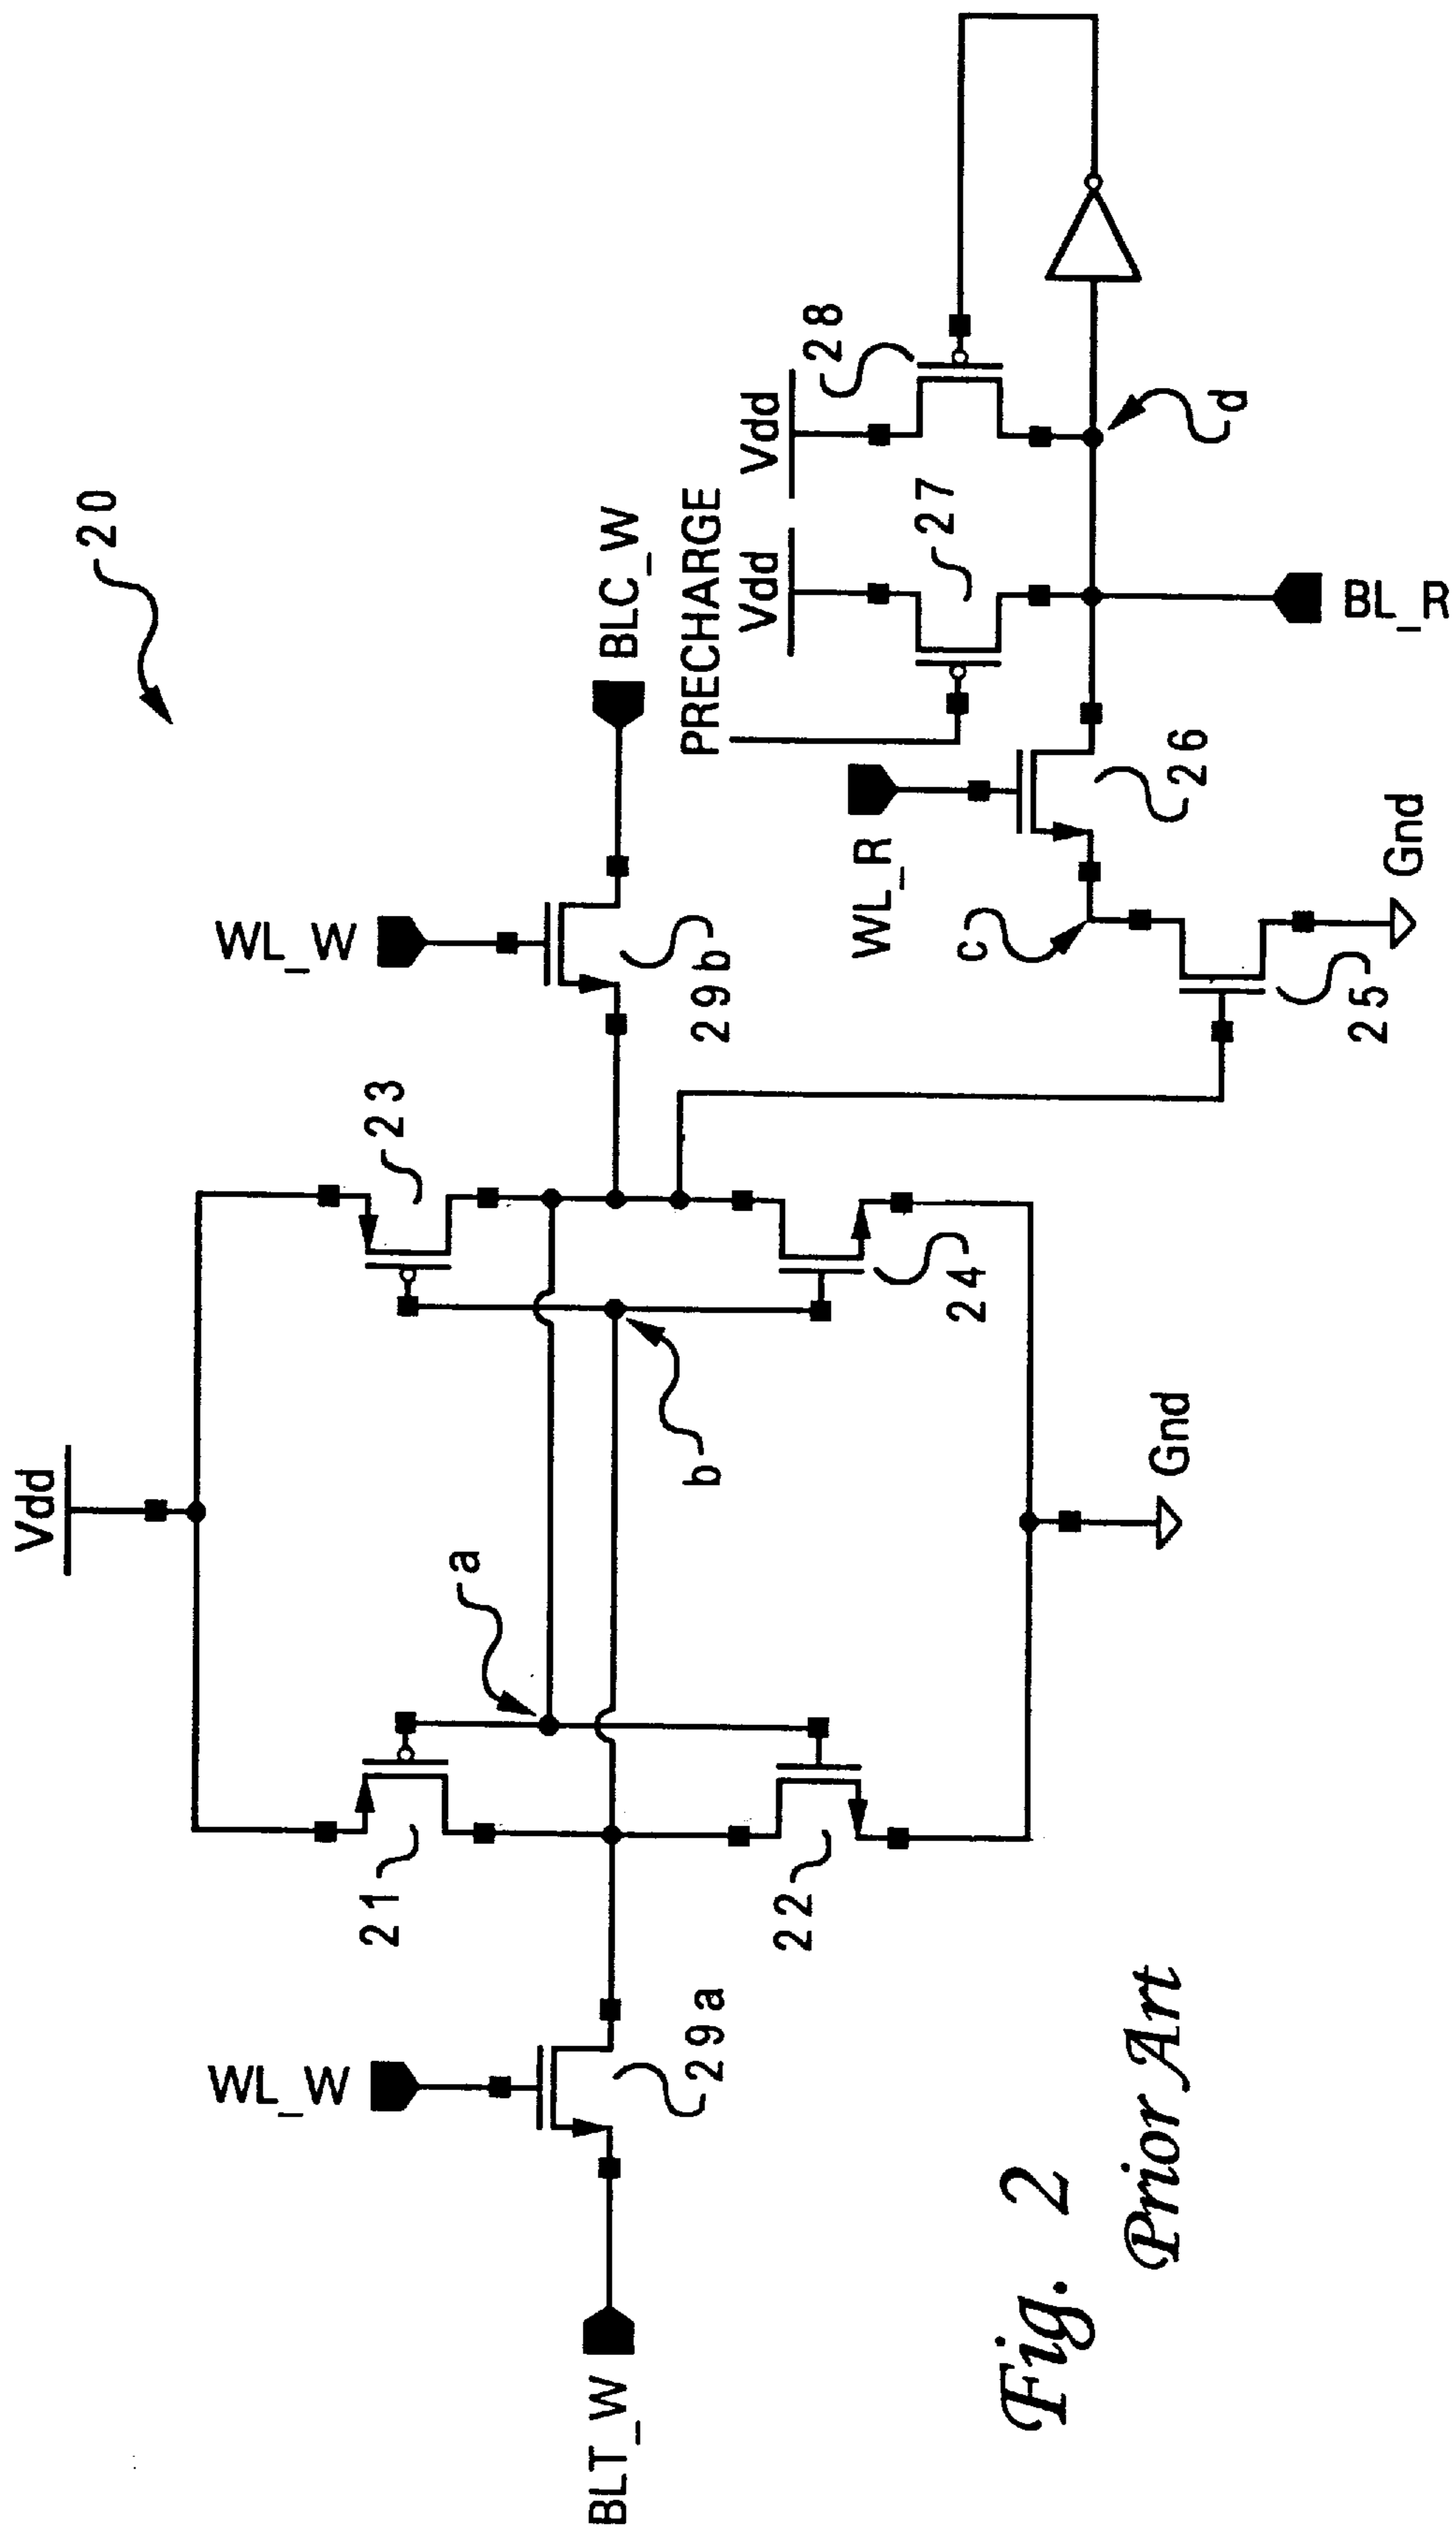 20
Vdd
WL_W
WL_W
BLT_W
BLC_W
29a
29b
21
22
23
24
a
b
PRECHARGE
Vdd
Vdd
27
28
WL_R
26
c
d
25
Gnd
Gnd
BL_R
Fig. 2
Prior Art